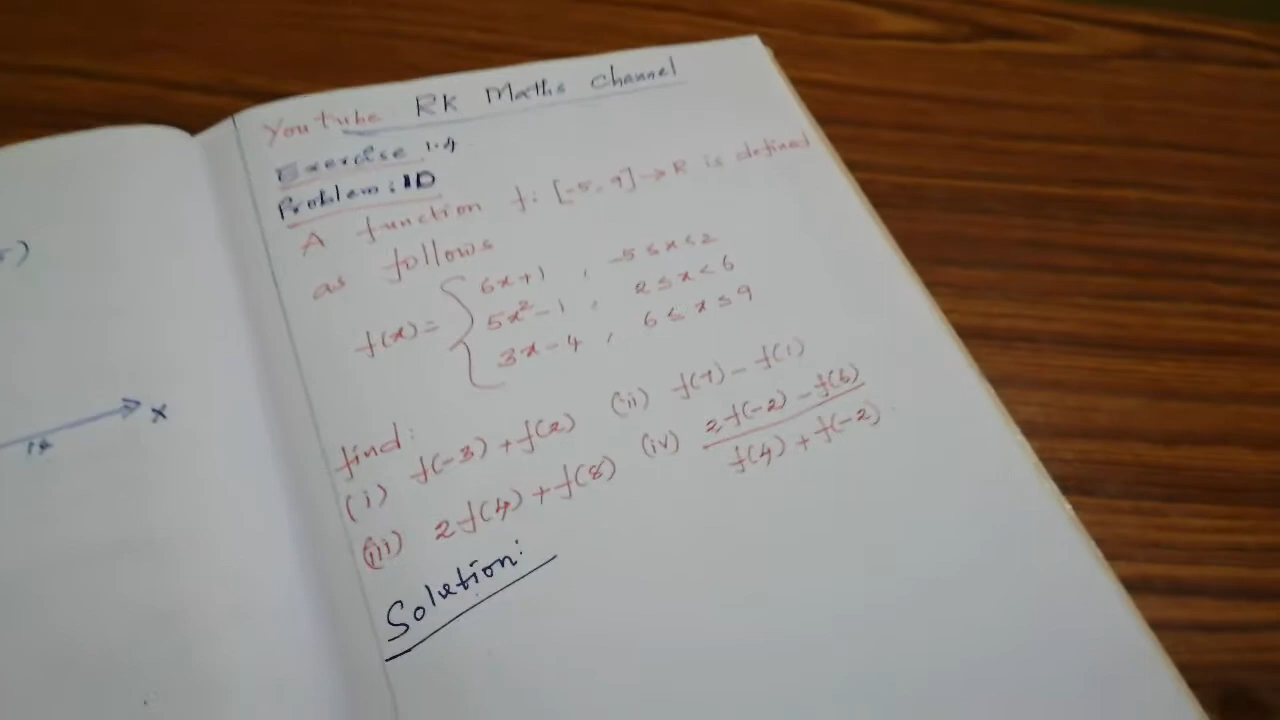 YouTube RK Maths Channel
Exercise 1.4
Problem: 10
A function f: [-5, 9] → R is defined
as follows
f(x) = { 6x+1 , -5 ≤ x < 2
5x² - 1 , 2 ≤ x < 6
3x - 4 , 6 ≤ x ≤ 9
find:
(i) f(-3) + f(2) (ii) f(7) - f(1)
(iii) 2f(4) + f(8) (iv) 2f(-2) - f(6) / f(4) + f(-2)
Solution:
x